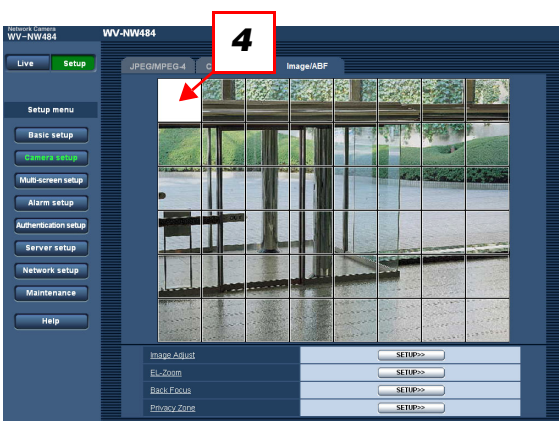 Network Camera
WV-NW484
WV-NW484
Live
Setup
4
JPEG/MPEG-4
C
Image/ABF
Setup menu
Basic setup
Camera setup
Multi-screen setup
Alarm setup
Authentication setup
Server setup
Network setup
Maintenance
Help
Image Adjust
SETUP>>
EL-Zoom
SETUP>>
Back Focus
SETUP>>
Privacy Zone
SETUP>>